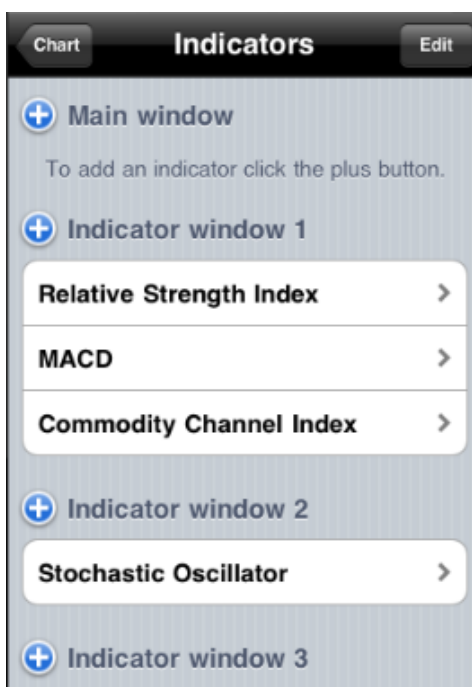 Chart Indicators Edit
Main window
To add an indicator click the plus button.
Indicator window 1
Relative Strength Index
MACD
Commodity Channel Index
Indicator window 2
Stochastic Oscillator
Indicator window 3